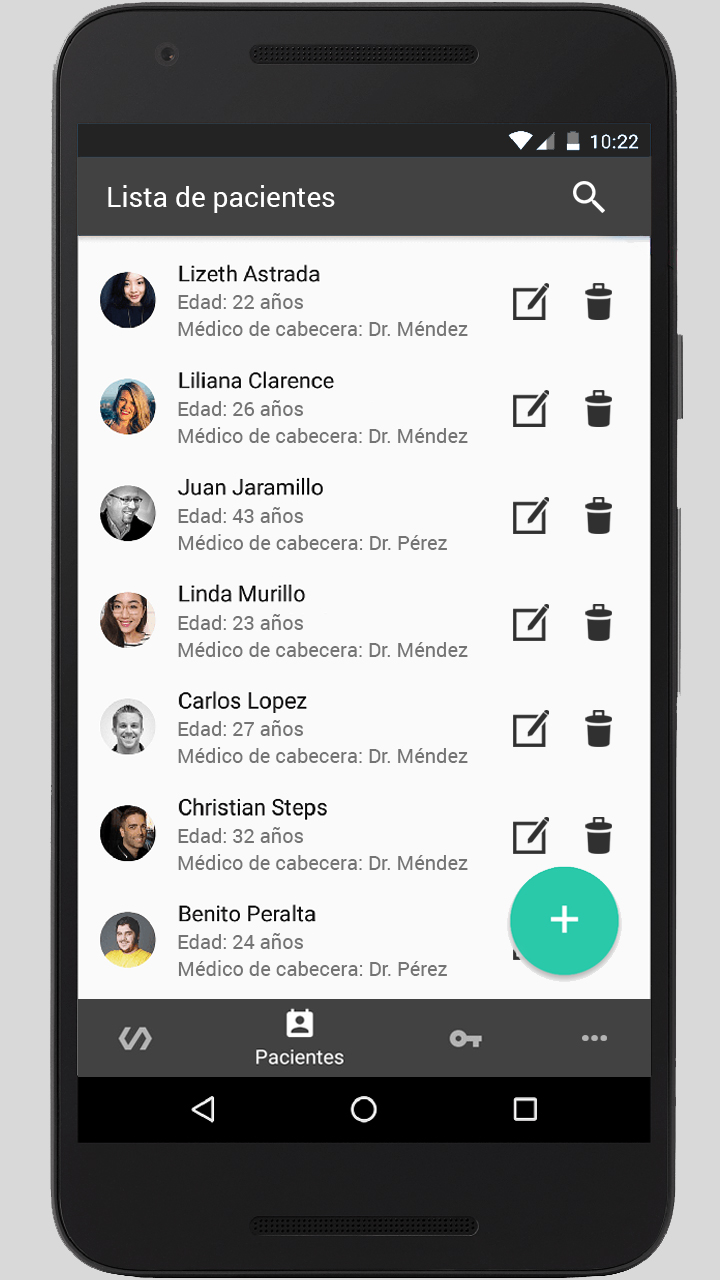 10:22
Lista de pacientes
Lizeth Astrada
Edad: 22 años
Médico de cabecera: Dr. Méndez
Liliana Clarence
Edad: 26 años
Médico de cabecera: Dr. Méndez
Juan Jaramillo
Edad: 43 años
Médico de cabecera: Dr. Pérez
Linda Murillo
Edad: 23 años
Médico de cabecera: Dr. Méndez
Carlos Lopez
Edad: 27 años
Médico de cabecera: Dr. Méndez
Christian Steps
Edad: 32 años
Médico de cabecera: Dr. Méndez
Benito Peralta
Edad: 24 años
Médico de cabecera: Dr. Pérez
Pacientes